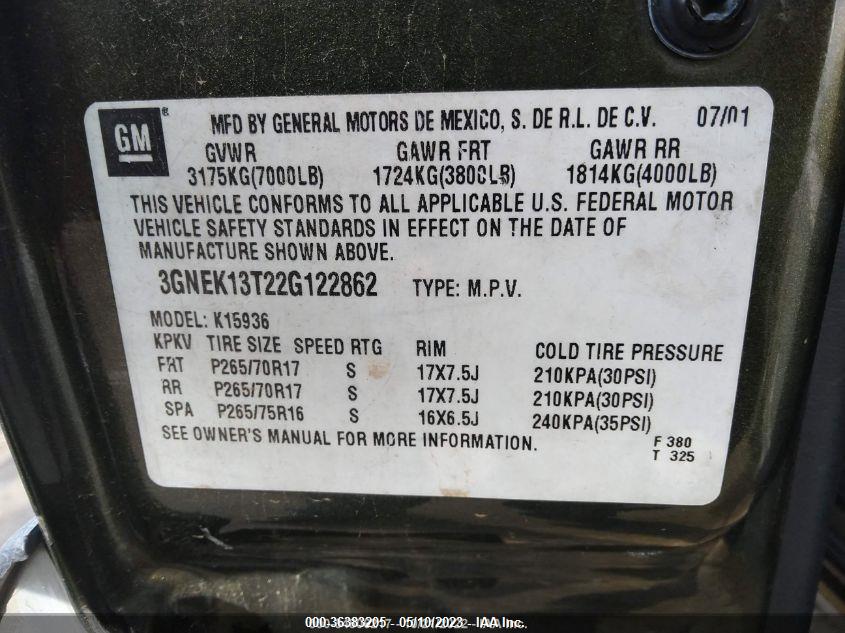 GM ® MFD BY GENERAL MOTORS DE MEXICO, S. DE R.L. DE C.V. 07/01
GVWR GAWR FRT GAWR RR
3175KG(7000LB) 1724KG(3800LB) 1814KG(4000LB)
THIS VEHICLE CONFORMS TO ALL APPLICABLE U.S. FEDERAL MOTOR
VEHICLE SAFETY STANDARDS IN EFFECT ON THE DATE OF
MANUFACTURE SHOWN ABOVE.
3GNEK13T22G122862 TYPE: M.P.V.
MODEL: K15936
KPKV TIRE SIZE SPEED RTG RIM COLD TIRE PRESSURE
FRT P265/70R17 S 17X7.5J 210KPA(30PSI)
RR P265/70R17 S 17X7.5J 210KPA(30PSI)
SPA P265/75R16 S 16X6.5J 240KPA(35PSI)
SEE OWNER'S MANUAL FOR MORE INFORMATION.
F 380
T 325
000-36383205 - 05/10/2023 - IAA Inc.